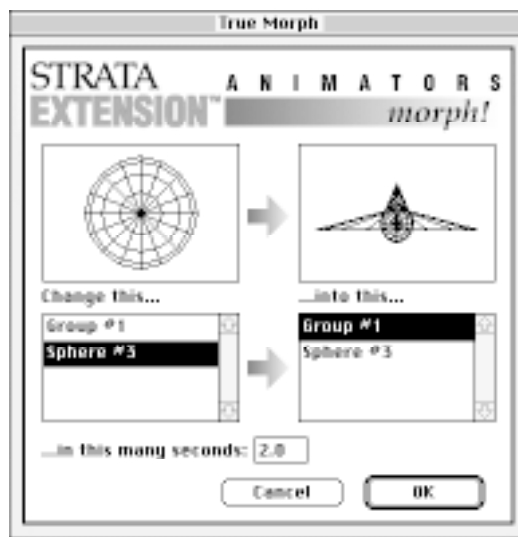 True Morph
STRATA ANIMATORS
EXTENSION™ morph!
Change this... ...into this...
Group #1
Sphere #3
Group #1
Sphere #3
...in this many seconds: 2.0
Cancel OK